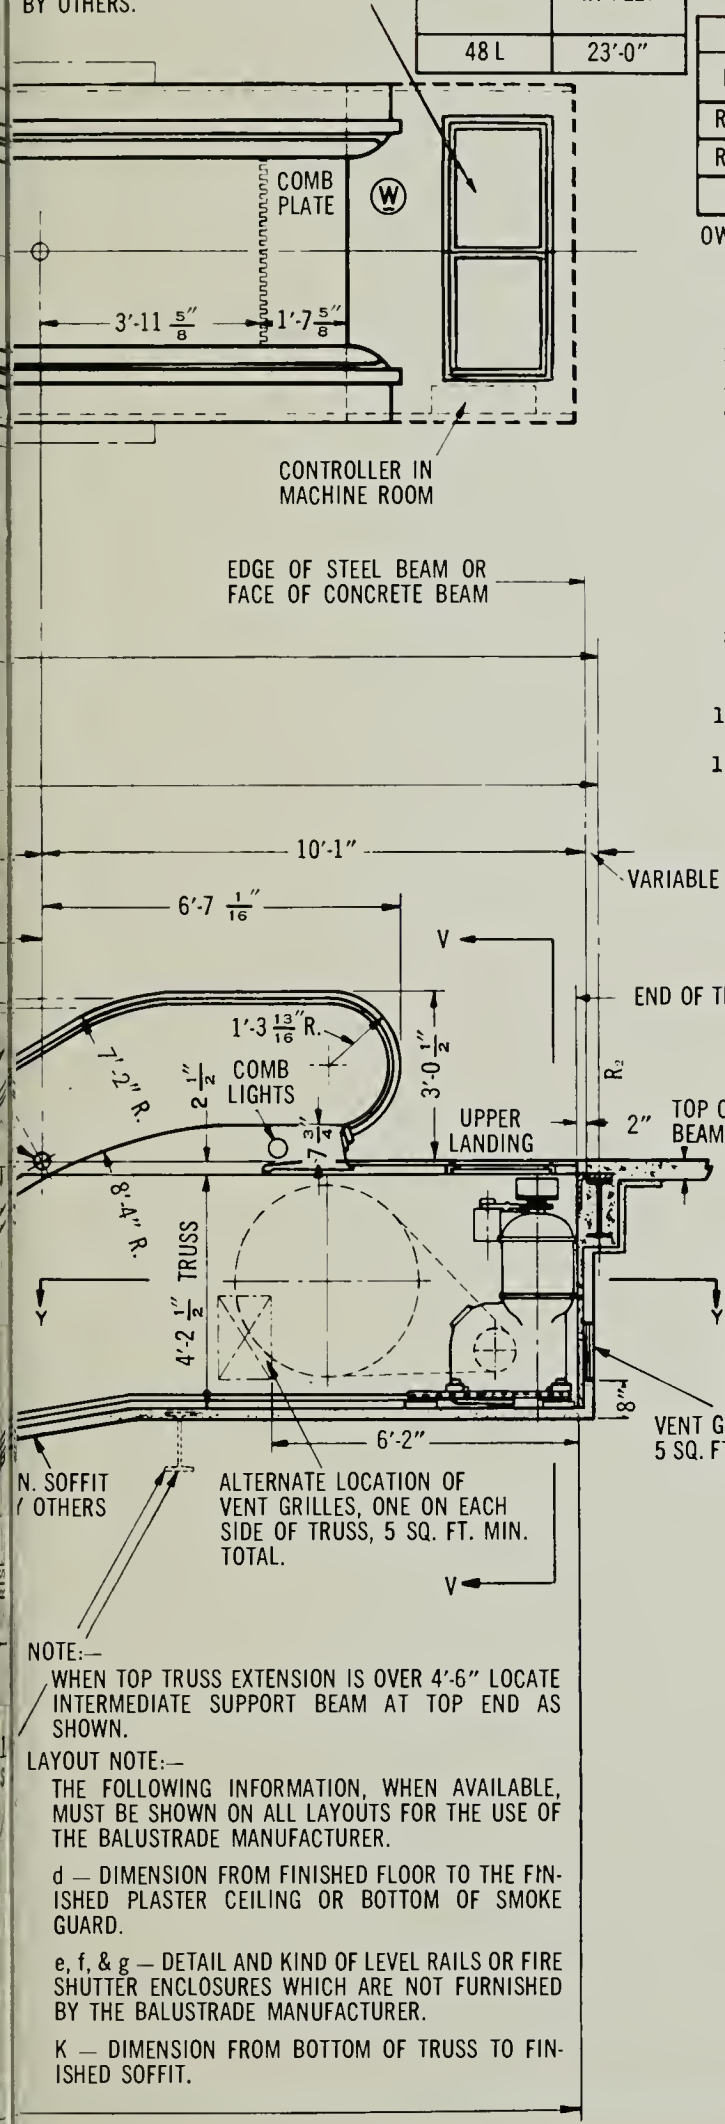 BY OTHERS.
48 L 23'-0"
COMB
PLATE
W
3'-11 5/8" 1'-7 5/8"
CONTROLLER IN
MACHINE ROOM
EDGE OF STEEL BEAM OR
FACE OF CONCRETE BEAM
10'-1"
VARIABLE
6'-7 1/16"
V
END OF
1'-3 13/16" R.
7'-2" R.
2 1/2"
COMB
LIGHTS
3'-0 1/2"
R2
7 3/4"
UPPER
LANDING
2"
TOP
BEAM
8'-4" R.
4'-2 1/2" TRUSS
Y
Y
8"
6'-2"
VENT
5 SQ.
N. SOFFIT
OTHERS
ALTERNATE LOCATION OF
VENT GRILLES, ONE ON EACH
SIDE OF TRUSS, 5 SQ. FT. MIN.
TOTAL.
V
NOTE:—
WHEN TOP TRUSS EXTENSION IS OVER 4'-6" LOCATE
INTERMEDIATE SUPPORT BEAM AT TOP END AS
SHOWN.
LAYOUT NOTE:—
THE FOLLOWING INFORMATION, WHEN AVAILABLE,
MUST BE SHOWN ON ALL LAYOUTS FOR THE USE OF
THE BALUSTRADE MANUFACTURER.
d — DIMENSION FROM FINISHED FLOOR TO THE FIN-
ISHED PLASTER CEILING OR BOTTOM OF SMOKE
GUARD.
e, f, & g — DETAIL AND KIND OF LEVEL RAILS OR FIRE
SHUTTER ENCLOSURES WHICH ARE NOT FURNISHED
BY THE BALUSTRADE MANUFACTURER.
K — DIMENSION FROM BOTTOM OF TRUSS TO FIN-
ISHED SOFFIT.